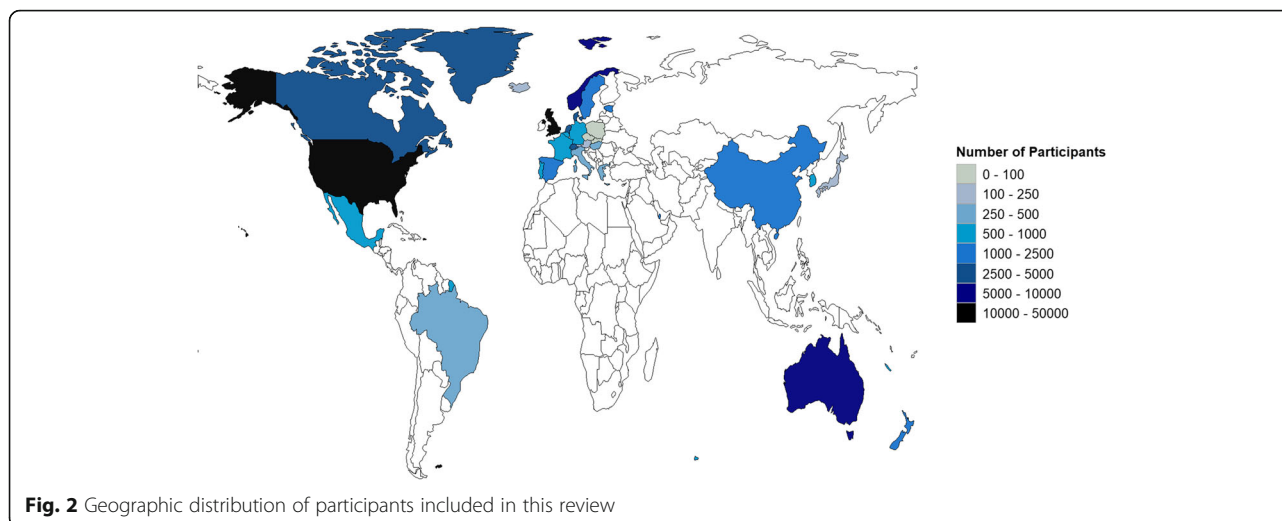 Number of Participants
0 - 100
100 - 250
250 - 500
500 - 1000
1000 - 2500
2500 - 5000
5000 - 10000
10000 - 50000
Fig. 2 Geographic distribution of participants included in this review